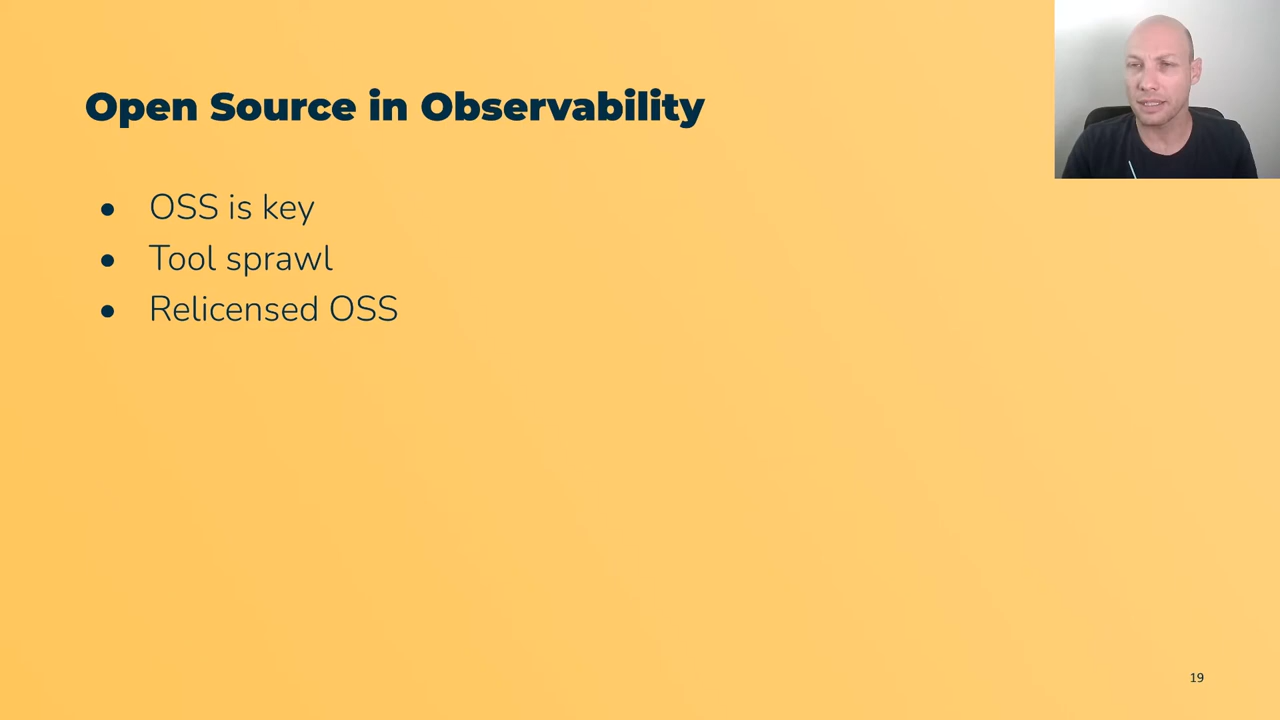 Open Source in Observability
● OSS is key
● Tool sprawl
● Relicensed OSS
19